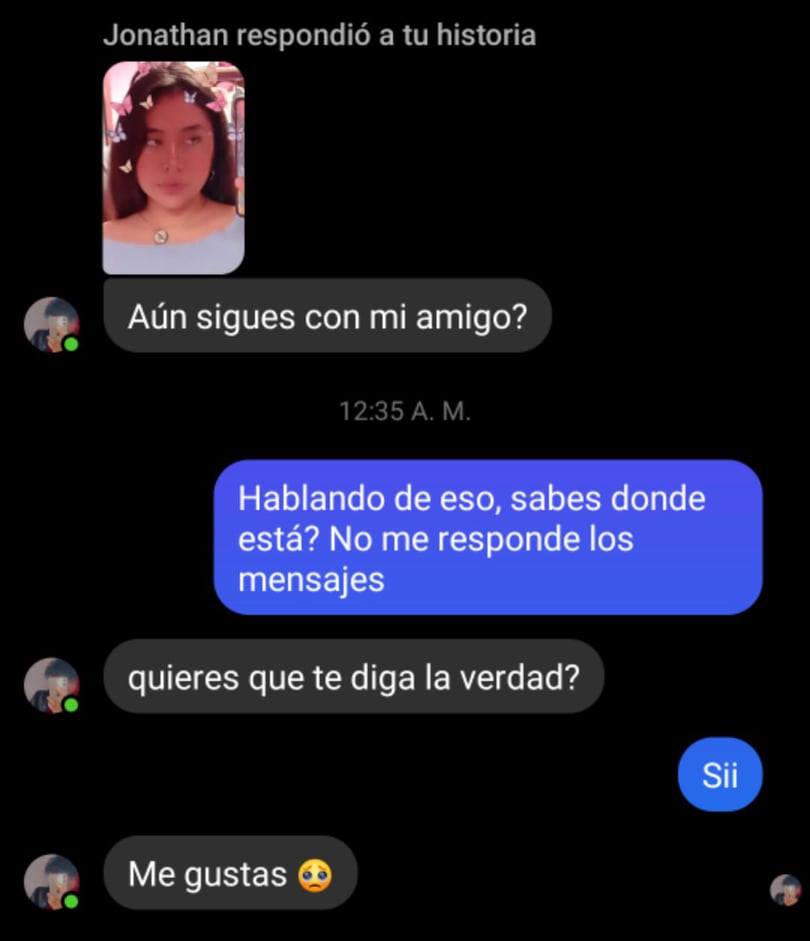 Jonathan respondió a tu historia
Aún sigues con mi amigo?
12:35 A. M.
Hablando de eso, sabes donde
está? No me responde los
mensajes
quieres que te diga la verdad?
Sii
Me gustas 🥺